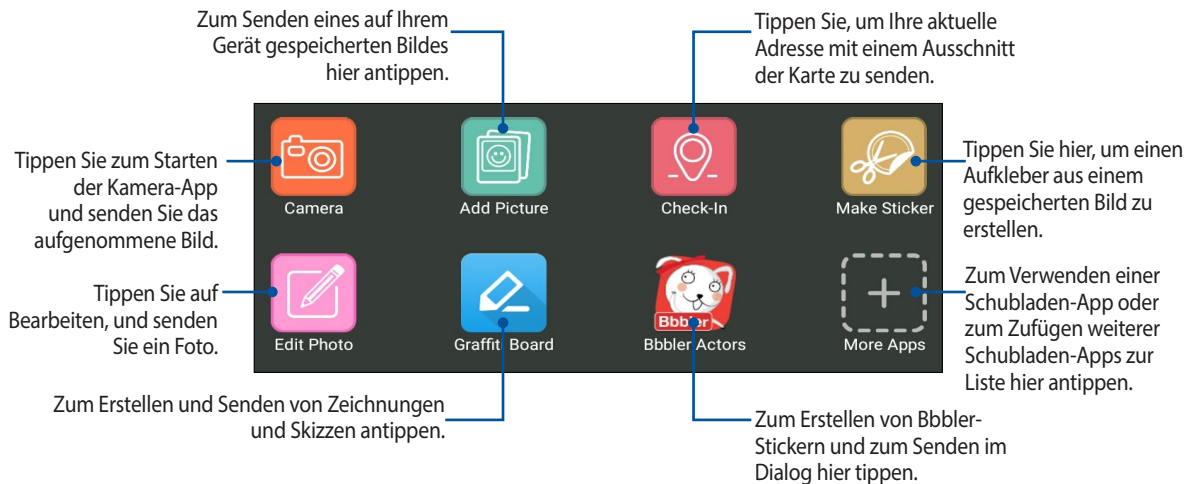 Zum Senden eines auf Ihrem
Gerät gespeicherten Bildes
hier antippen.
Tippen Sie, um Ihre aktuelle
Adresse mit einem Ausschnitt
der Karte zu senden.
Tippen Sie zum Starten
der Kamera-App
und senden Sie das
aufgenommene Bild.
Camera
Add Picture
Check-In
Make Sticker
Tippen Sie hier, um einen
Aufkleber aus einem
gespeicherten Bild zu
erstellen.
Tippen Sie auf
Bearbeiten, und senden
Sie ein Foto.
Bbbler
Edit Photo
Graffiti Board
Bbbler Actors
More Apps
Zum Verwenden einer
Schubladen-App oder
zum Zufügen weiterer
Schubladen-Apps zur
Liste hier antippen.
Zum Erstellen und Senden von Zeichnungen
und Skizzen antippen.
Zum Erstellen von Bbbler-
Stickern und zum Senden im
Dialog hier tippen.